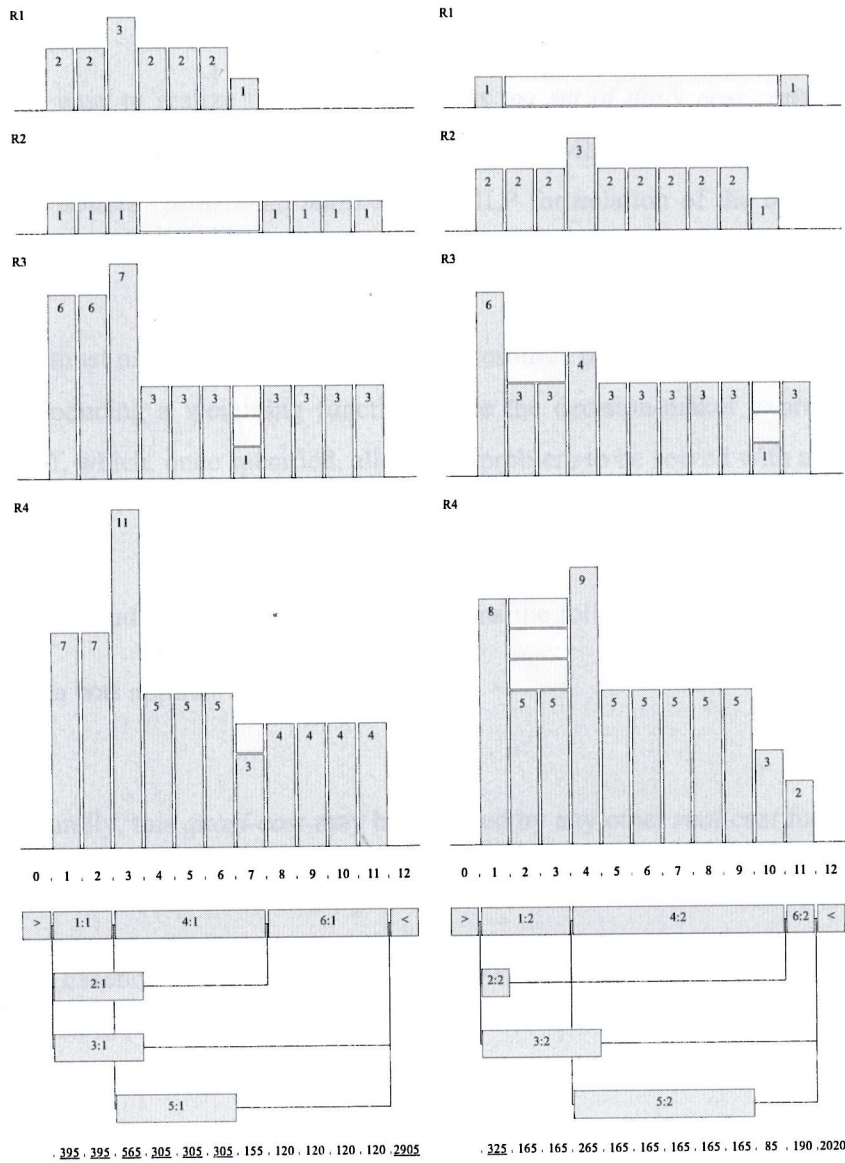 R1
2 2 3 2 2 2 1
R2
1 1 1 1 1 1 1
R3
6 6 7 3 3 3 1 3 3 3 3
R4
7 7 11 5 5 5 3 4 4 4 4
0 , 1 , 2 , 3 , 4 , 5 , 6 , 7 , 8 , 9 , 10 , 11 , 12
> 1:1 4:1 6:1 <
2:1
3:1
5:1
, 395 , 395 , 565 , 305 , 305 , 305 , 155 , 120 , 120 , 120 , 120 , 2905
R1
1 1
R2
2 2 2 3 2 2 2 2 2 1
R3
6 3 3 4 3 3 3 3 3 1 3
R4
8 5 5 9 5 5 5 5 5 3 2
0 , 1 , 2 , 3 , 4 , 5 , 6 , 7 , 8 , 9 , 10 , 11 , 12
> 1:2 4:2 6:2 <
2:2
3:2
5:2
, 325 , 165 , 165 , 265 , 165 , 165 , 165 , 165 , 165 , 85 , 190 , 2020